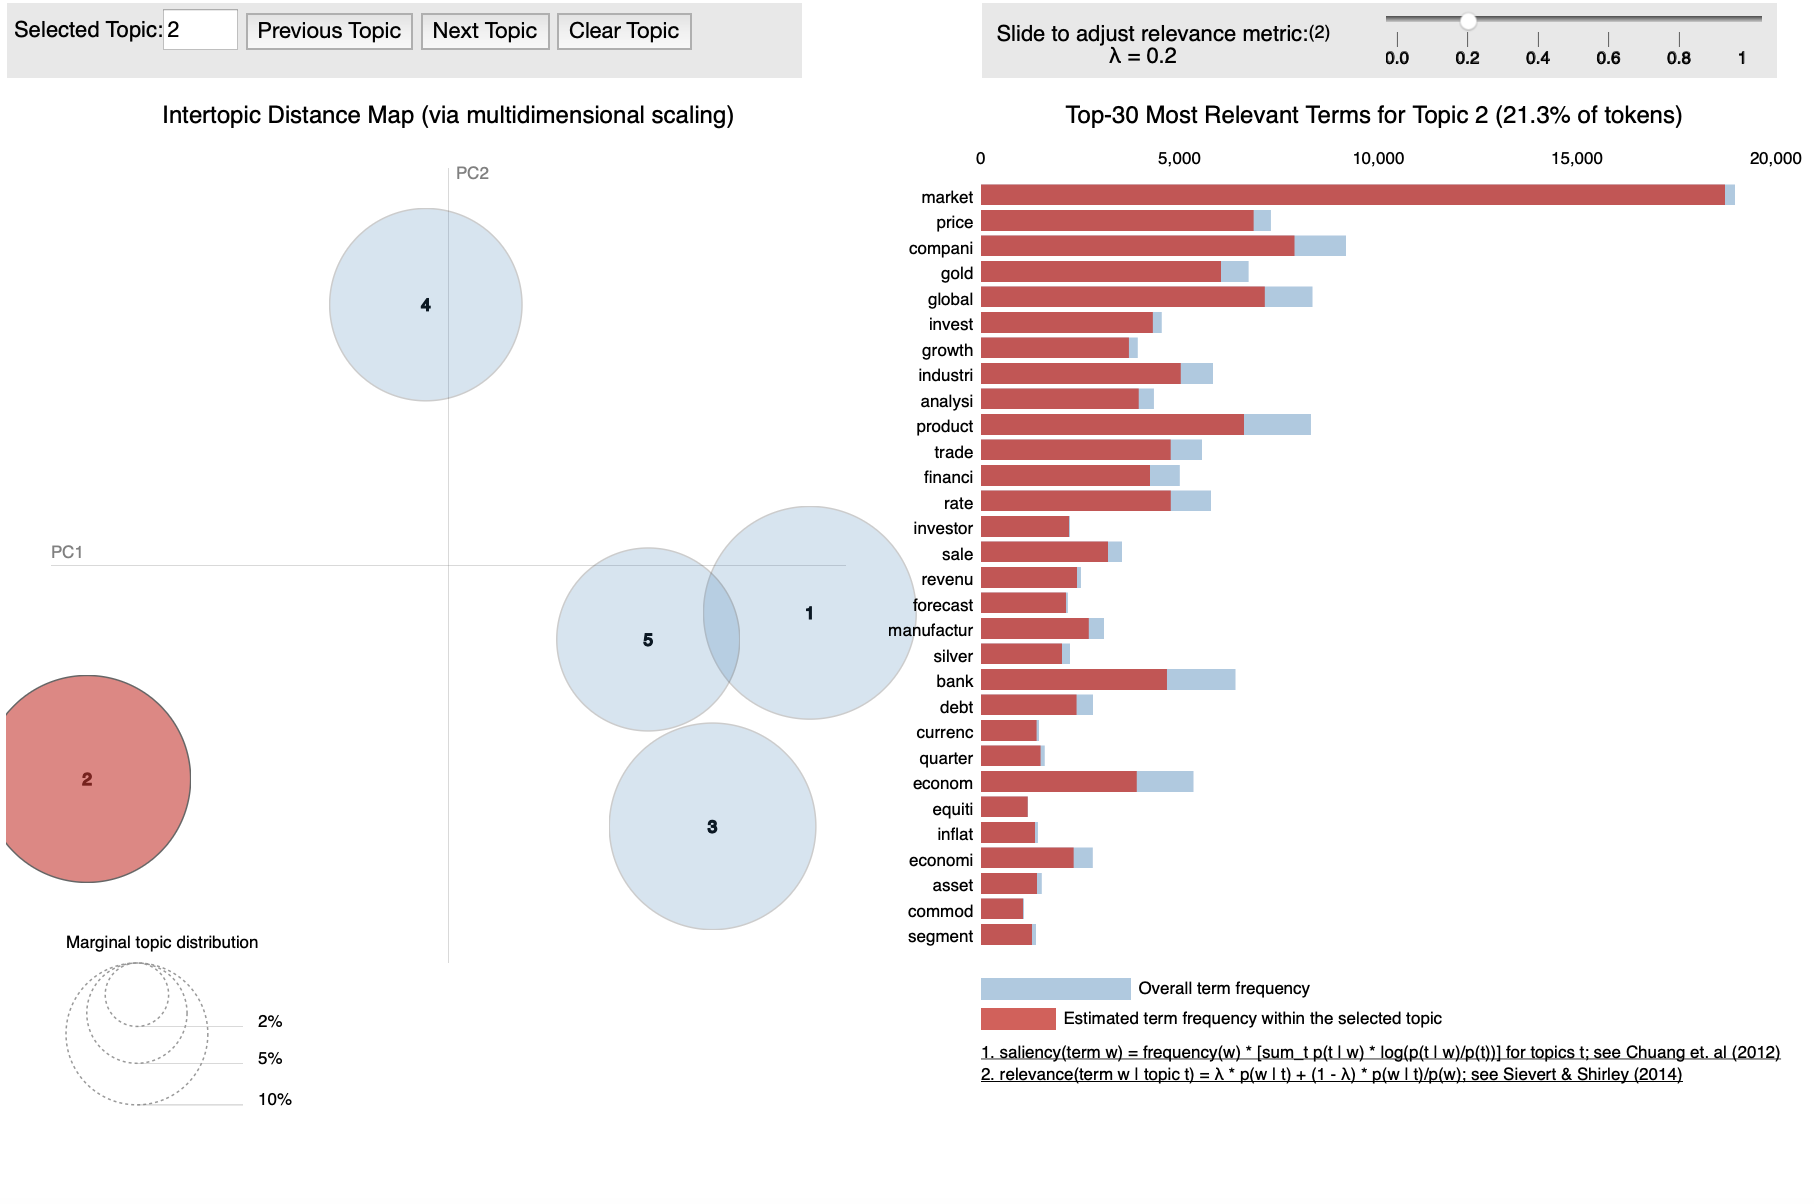 Selected Topic: 2 Previous Topic Next Topic Clear Topic
Slide to adjust relevance metric:(2)
λ = 0.2
0.0 0.2 0.4 0.6 0.8 1
Intertopic Distance Map (via multidimensional scaling)
PC2
PC1
4
5
1
2
3
Marginal topic distribution
2%
5%
10%
Top-30 Most Relevant Terms for Topic 2 (21.3% of tokens)
0 5,000 10,000 15,000 20,000
market
price
compani
gold
global
invest
growth
industri
analysi
product
trade
financi
rate
investor
sale
revenu
forecast
manufactur
silver
bank
debt
currenc
quarter
econom
equiti
inflat
economi
asset
commod
segment
Overall term frequency
Estimated term frequency within the selected topic
1. saliency(term w) = frequency(w) * [sum_t p(t | w) * log(p(t | w)/p(t))] for topics t; see Chuang et. al (2012)
2. relevance(term w | topic t) = λ * p(w | t) + (1 - λ) * p(w | t)/p(w); see Sievert & Shirley (2014)